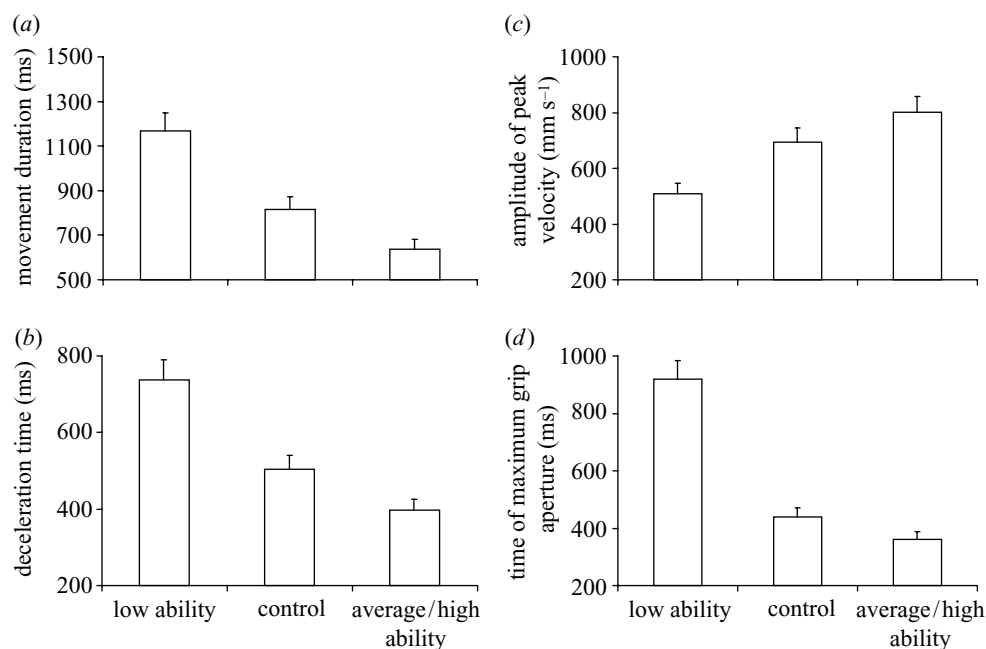 (a)
movement duration (ms)
1500
1300
1100
900
700
500
(c)
amplitude of peak
velocity (mm s⁻¹)
1000
800
600
400
200
(b)
deceleration time (ms)
800
600
400
200
low ability
control
average/high
ability
(d)
time of maximum grip
aperture (ms)
1000
800
600
400
200
low ability
control
average/high
ability